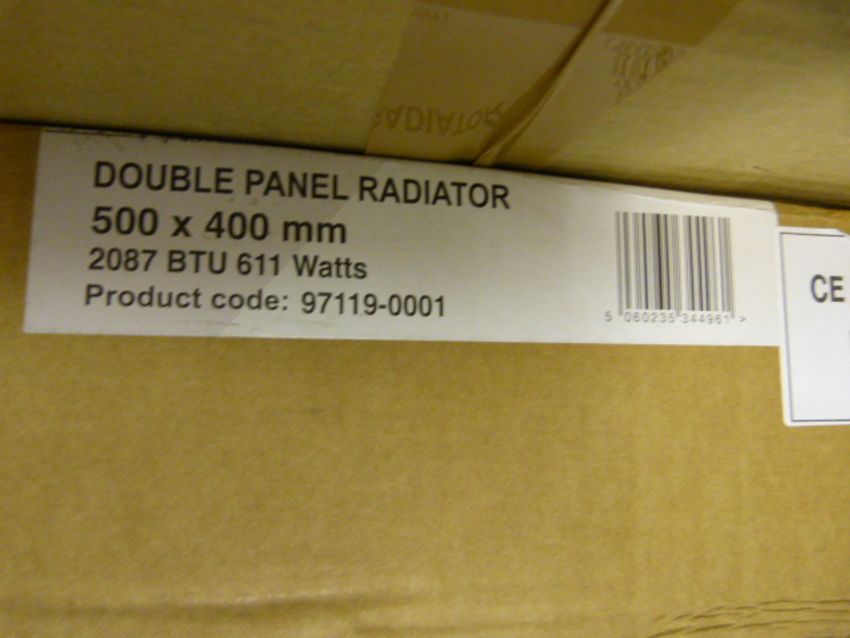 DOUBLE PANEL RADIATOR
500 x 400 mm
2087 BTU 611 Watts
Product code: 97119-0001
5 060235 344961 >
CE